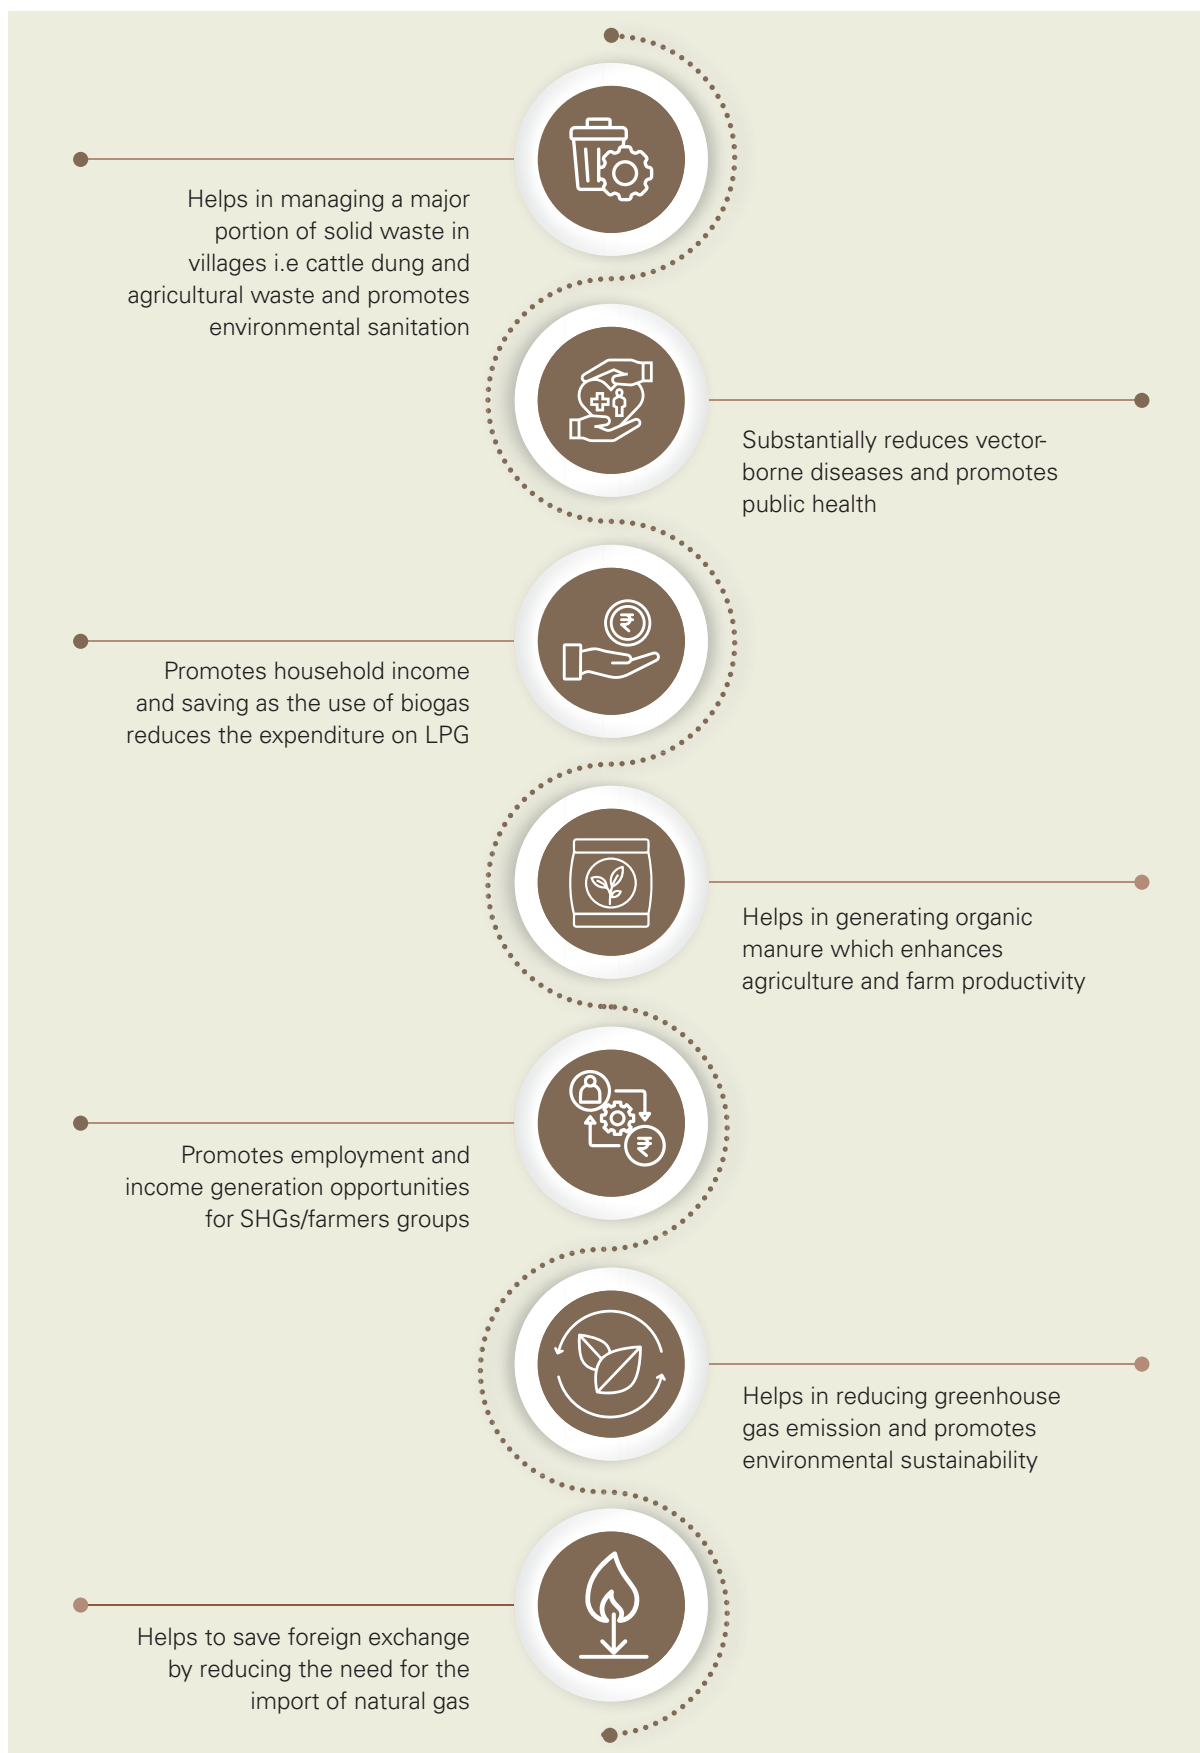 Helps in managing a major
portion of solid waste in
villages i.e cattle dung and
agricultural waste and promotes
environmental sanitation
Substantially reduces vector-
borne diseases and promotes
public health
₹
Promotes household income
and saving as the use of biogas
reduces the expenditure on LPG
Helps in generating organic
manure which enhances
agriculture and farm productivity
₹
Promotes employment and
income generation opportunities
for SHGs/farmers groups
Helps in reducing greenhouse
gas emission and promotes
environmental sustainability
Helps to save foreign exchange
by reducing the need for the
import of natural gas